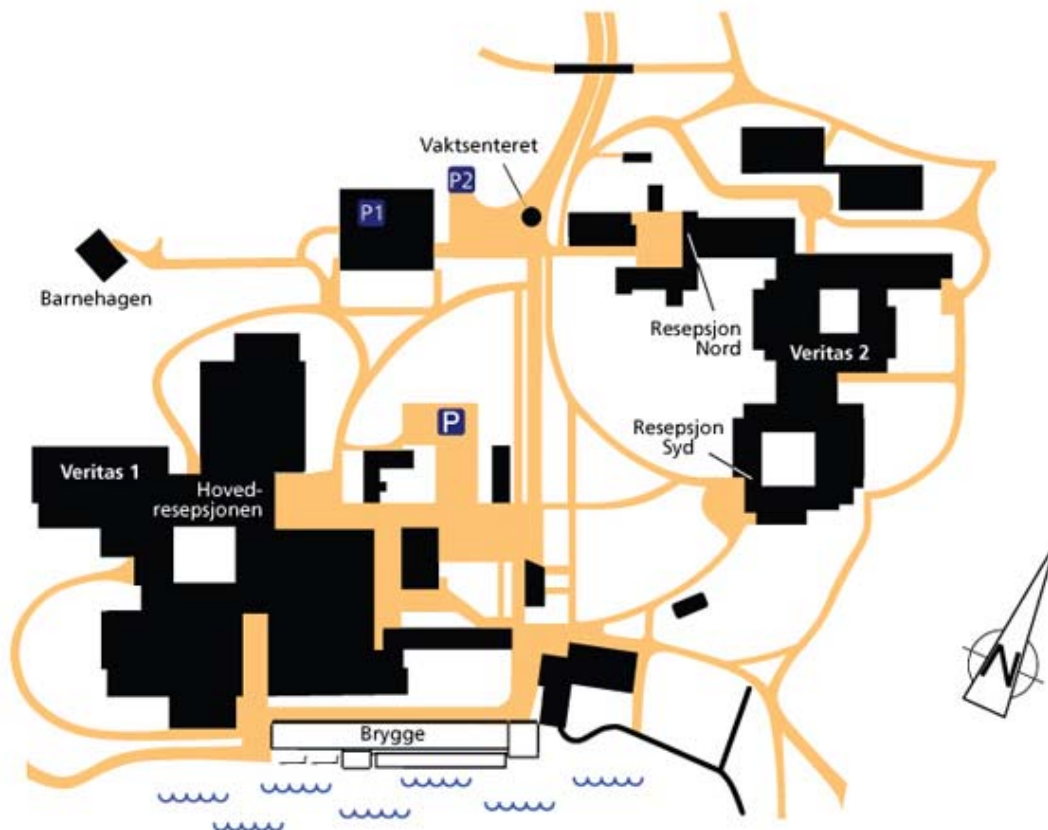 Vaktsenteret
P2
P1
Barnehagen
Resepsjon
Nord
Veritas 2
P
Resepsjon
Syd
Veritas 1
Hoved-
resepsjonen
N
Brygge